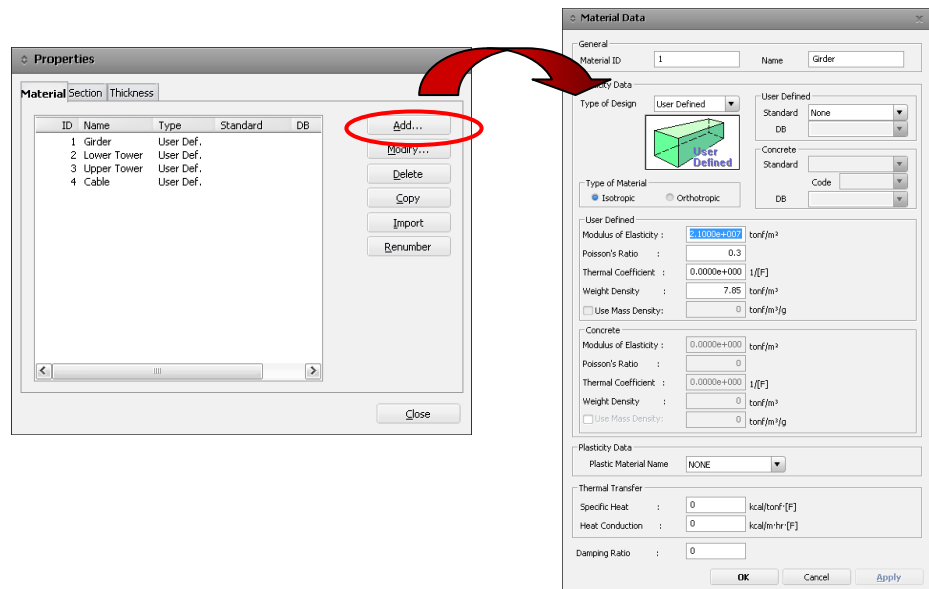 Properties
Material Section Thickness
ID Name Type Standard DB
1 Girder User Def.
2 Lower Tower User Def.
3 Upper Tower User Def.
4 Cable User Def.
Add...
Modify...
Delete
Copy
Import
Renumber
Close
Material Data
General
Material ID 1 Name Girder
Data
Type of Design User Defined
User Defined
Type of Material
Isotropic Orthotropic
User Defined
Standard None
DB
Concrete
Standard
Code
DB
User Defined
Modulus of Elasticity : 2.1000e+007 tonf/m²
Poisson's Ratio : 0.3
Thermal Coefficient : 0.0000e+000 1/[F]
Weight Density : 7.85 tonf/m³
Use Mass Density: 0 tonf/m³/g
Concrete
Modulus of Elasticity : 0.0000e+000 tonf/m²
Poisson's Ratio : 0
Thermal Coefficient : 0.0000e+000 1/[F]
Weight Density : 0 tonf/m³
Use Mass Density: 0 tonf/m³/g
Plasticity Data
Plastic Material Name NONE
Thermal Transfer
Specific Heat : 0 kcal/tonf·[F]
Heat Conduction : 0 kcal/m·hr·[F]
Damping Ratio : 0
OK Cancel Apply